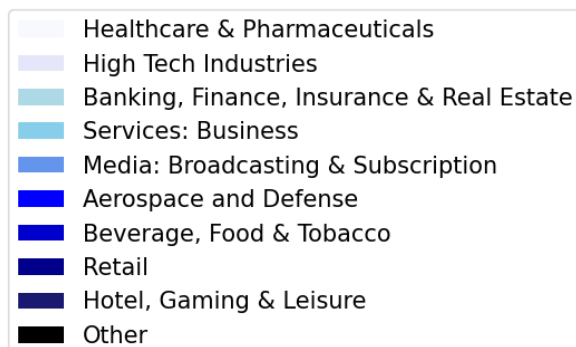 Healthcare & Pharmaceuticals
High Tech Industries
Banking, Finance, Insurance & Real Estate
Services: Business
Media: Broadcasting & Subscription
Aerospace and Defense
Beverage, Food & Tobacco
Retail
Hotel, Gaming & Leisure
Other